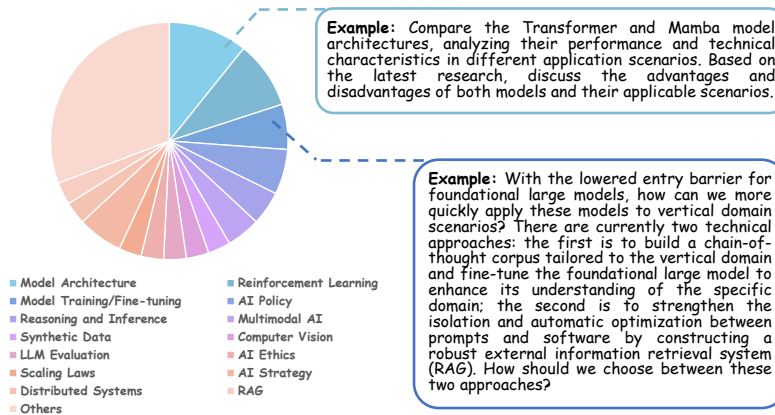 Example: Compare the Transformer and Mamba model
architectures, analyzing their performance and technical
characteristics in different application scenarios. Based on
the latest research, discuss the advantages and
disadvantages of both models and their applicable scenarios.
Example: With the lowered entry barrier for
foundational large models, how can we more
quickly apply these models to vertical domain
scenarios? There are currently two technical
approaches: the first is to build a chain-of-
thought corpus tailored to the vertical domain
and fine-tune the foundational large model to
enhance its understanding of the specific
domain; the second is to strengthen the
isolation and automatic optimization between
prompts and software by constructing a
robust external information retrieval system
(RAG). How should we choose between these
two approaches?
Model Architecture
Reinforcement Learning
Model Training/Fine-tuning
AI Policy
Reasoning and Inference
Multimodal AI
Synthetic Data
Computer Vision
LLM Evaluation
AI Ethics
Scaling Laws
AI Strategy
Distributed Systems
RAG
Others